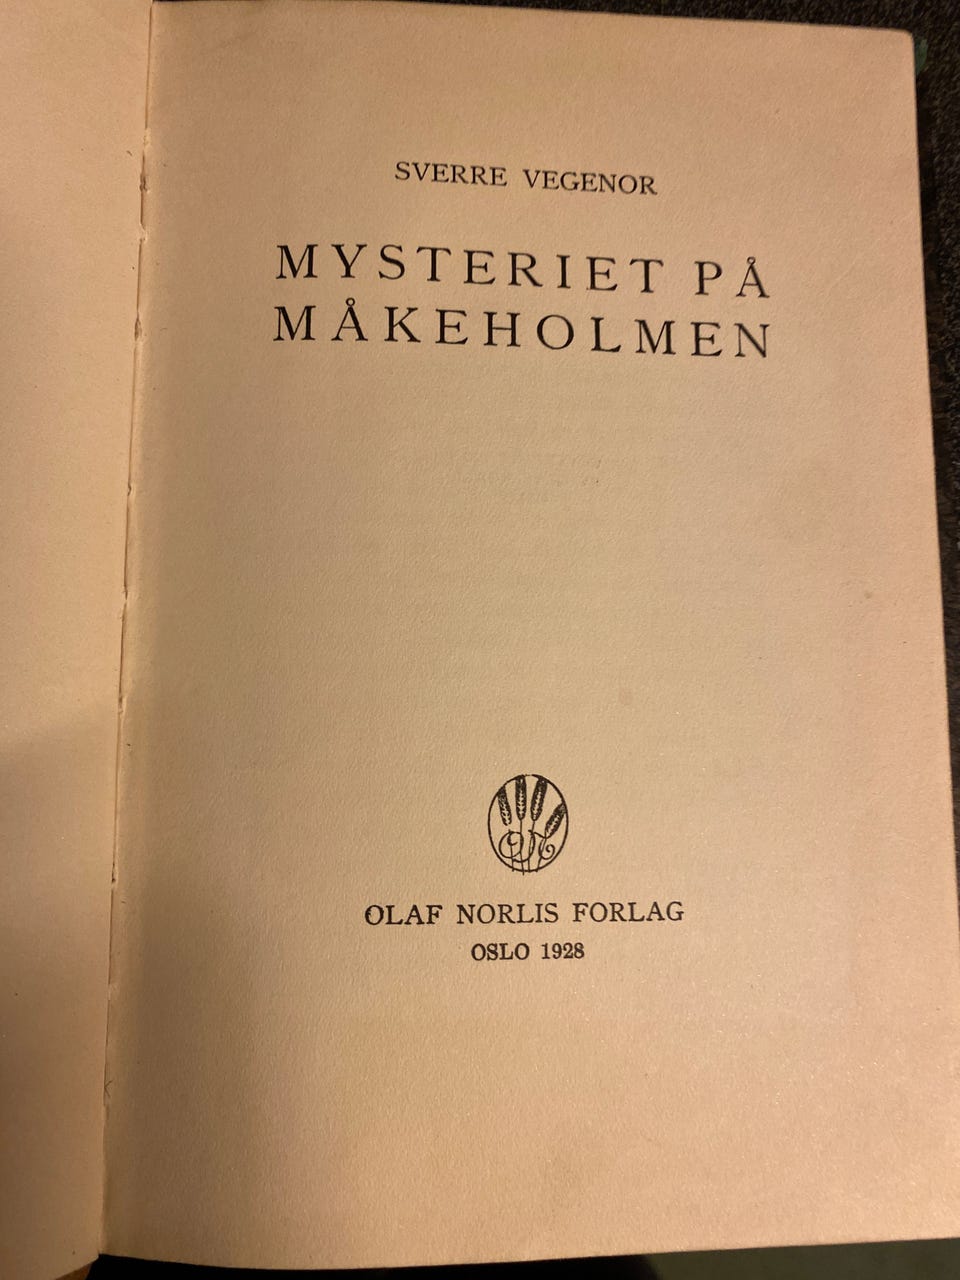 SVERRE VEGENOR
MYSTERIET PÅ
MÅKEHOLMEN
OLAF NORLIS FORLAG
OSLO 1928